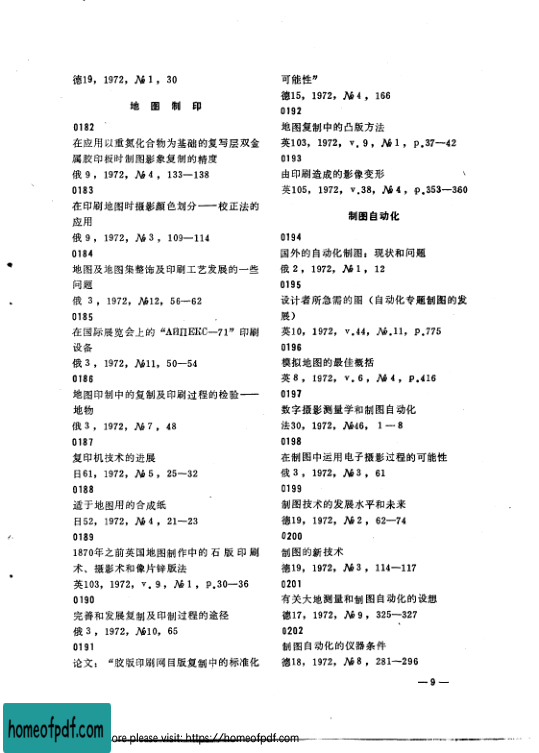 德19，1972，№1，30
地 图 制 印
0182
在应用以重氮化合物为基础的复写层双金
属胶印板时制图影象复制的精度
俄9，1972，№4，133—138
0183
在印刷地图时摄影颜色划分——校正法的
应用
俄9，1972，№3，109—114
0184
地图及地图集整饰及印刷工艺发展的一些
问题
俄3，1972，№12，56—62
0185
在国际展览会上的“АИПЕКС—71”印刷
设备
俄3，1972，№11，50—54
0186
地图印制中的复制及印刷过程的检验——
地物
俄3，1972，№7，48
0187
复印机技术的进展
日61，1972，№5，25—32
0188
适于地图用的合成纸
日52，1972，№4，21—23
0189
1870年之前英国地图制作中的石版印刷
术、摄影术和像片锌版法
英103，1972，v.9，№1，p.30—36
0190
完善和发展复制及印制过程的途径
俄3，1972，№10，65
0191
论文：“胶版印刷网目版复制中的标准化
可能性”
德15，1972，№4，166
0192
地图复制中的凸版方法
英103，1972，v.9，№1，p.37—42
0193
由印刷造成的影像变形
英105，1972，v.38，№4，p.353—360
制图自动化
0194
国外的自动化制图：现状和问题
俄2，1972，№1，12
0195
设计者所急需的图（自动化专题制图的发
展）
英10，1972，v.44，№.11，p.775
0196
模拟地图的最佳概括
英8，1972，v.6，№4，p.416
0197
数字摄影测量学和制图自动化
法30，1972，№46，1—8
0198
在制图中运用电子摄影过程的可能性
俄3，1972，№3，61
0199
制图技术的发展水平和未来
德19，1972，№2，62—74
0200
制图的新技术
德19，1972，№3，114—117
0201
有关大地测量和制图自动化的设想
德17，1972，№9，325—327
0202
制图自动化的仪器条件
德18，1972，№8，281—296
—9—
homeofpdf.com
ore please visit: https://homeofpdf.com